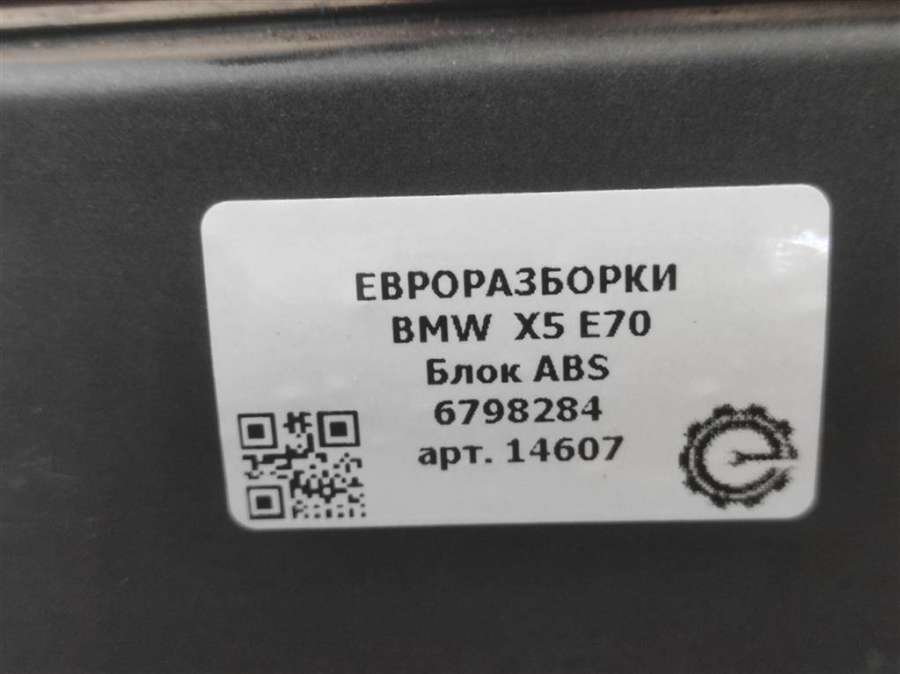 ЕВРОРАЗБОРКИ
BMW X5 E70
Блок ABS
6798284
арт. 14607